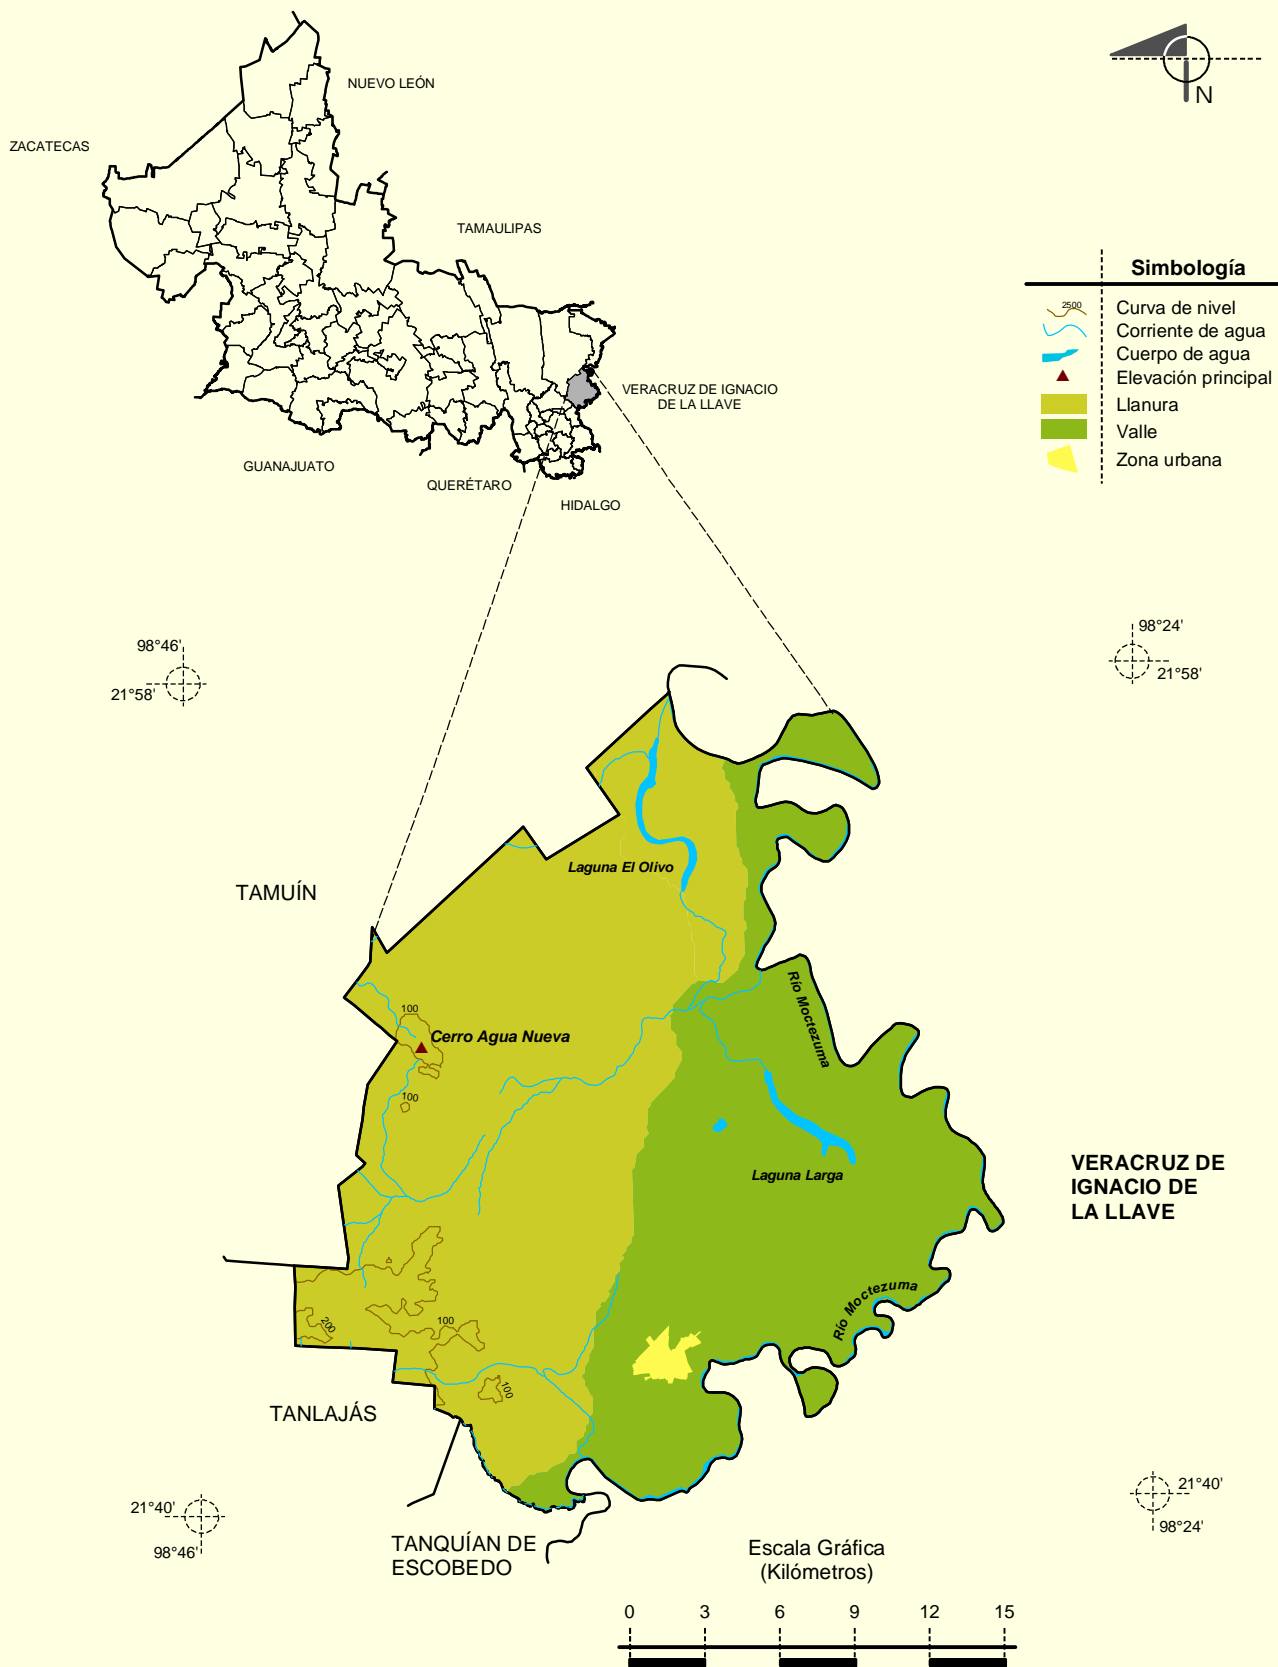 NUEVO LEÓN
ZACATECAS
TAMAULIPAS
VERACRUZ DE IGNACIO
DE LA LLAVE
GUANAJUATO
QUERÉTARO
HIDALGO
N
Simbología
2500
Curva de nivel
Corriente de agua
Cuerpo de agua
Elevación principal
Llanura
Valle
Zona urbana
98°46'
21°58'
98°24'
21°58'
Laguna El Olivo
TAMUÍN
Río Moctezuma
100
Cerro Agua Nueva
100
Laguna Larga
VERACRUZ DE
IGNACIO DE
LA LLAVE
Río Moctezuma
200
100
100
TANLAJÁS
21°40'
98°46'
21°40'
98°24'
TANQUÍAN DE
ESCOBEDO
Escala Gráfica
(Kilómetros)
0 3 6 9 12 15